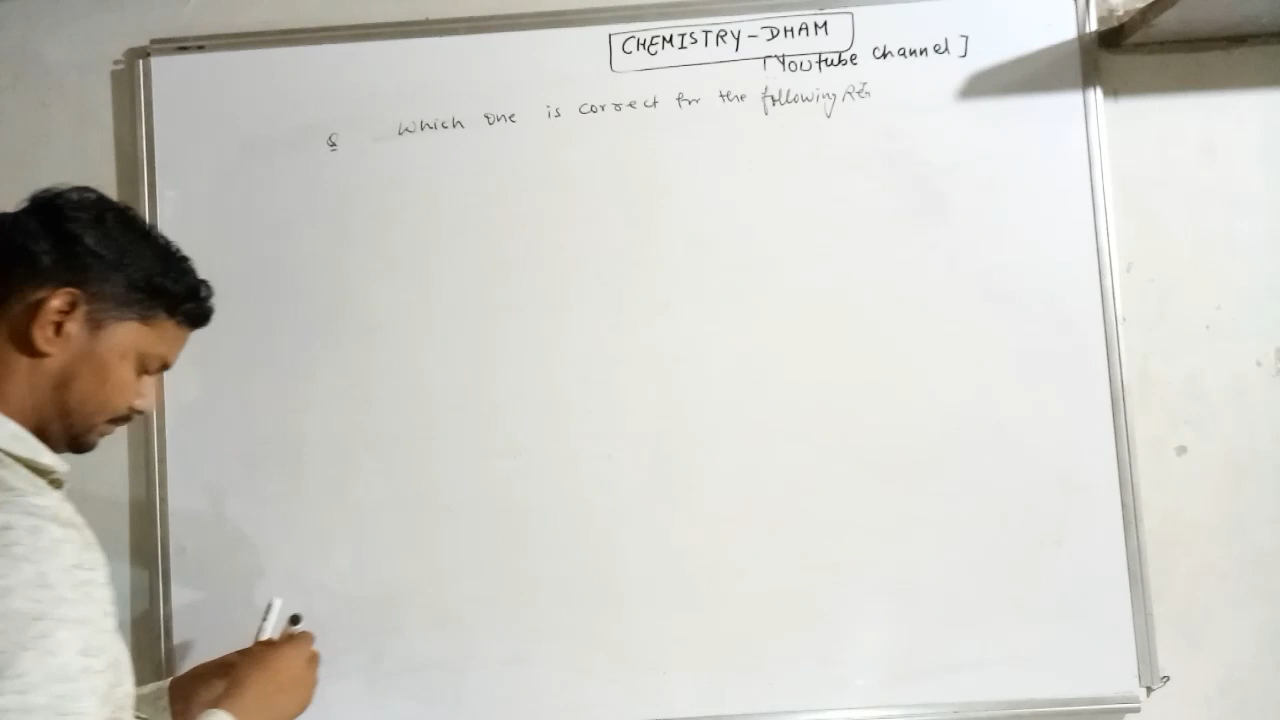 CHEMISTRY-DHAM
[Youtube channel]
Q Which one is correct for the following